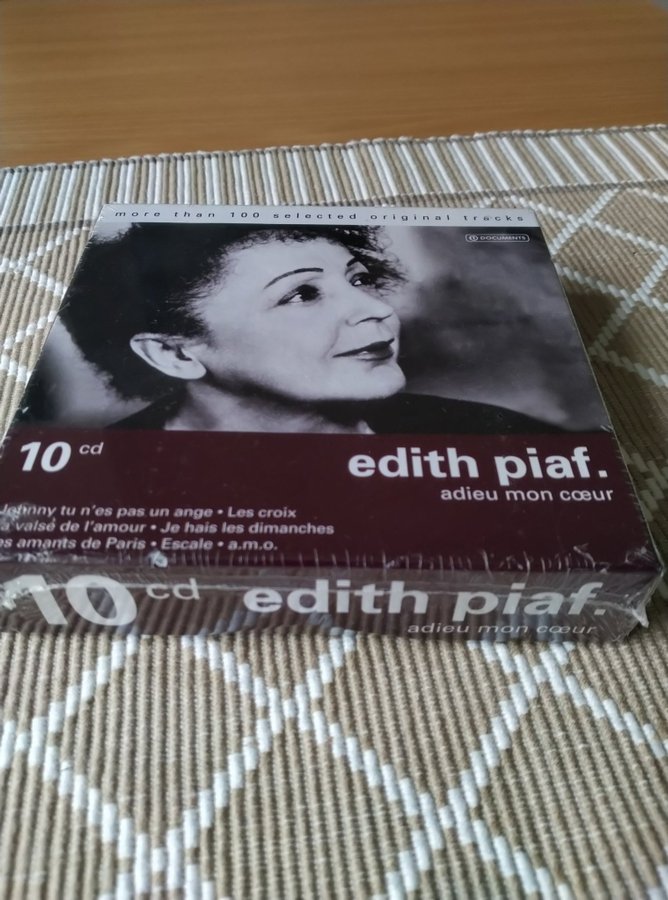 more than 100 selected original tracks
DOCUMENTS
10 cd
edith piaf.
adieu mon cœur
Johnny tu n'es pas un ange • Les croix
a valse de l'amour • Je hais les dimanches
es amants de Paris • Escale • a.m.o.
10 cd
edith piaf.
adieu mon cœur